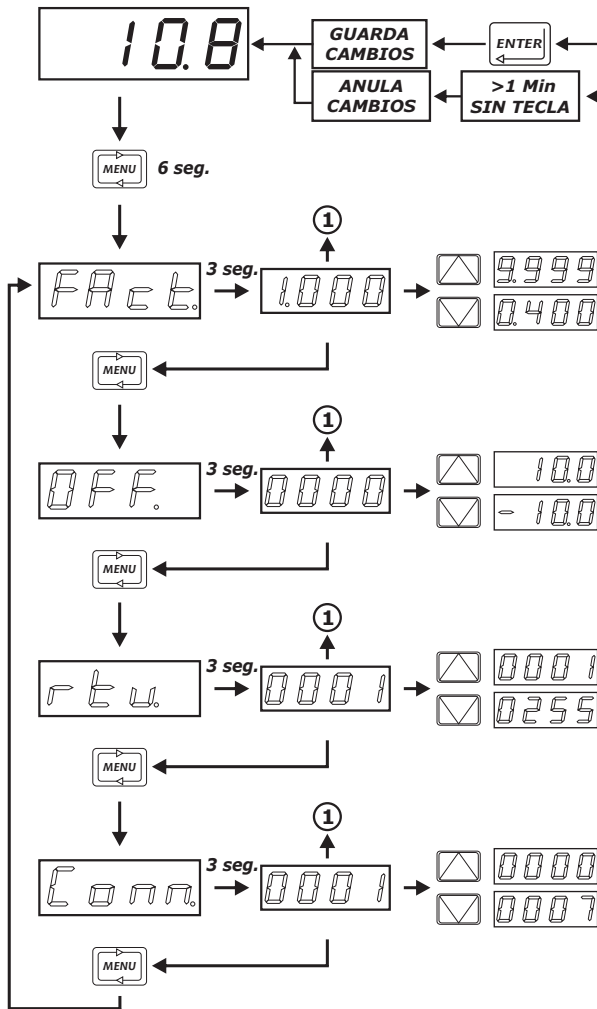 10.8
GUARDA
CAMBIOS
ENTER
ANULA
CAMBIOS
>1 Min
SIN TECLA
MENU
6 seg.
1
FAct.
3 seg.
1.000
9.999
0.400
MENU
1
OFF.
3 seg.
0000
10.0
-10.0
MENU
1
rtu.
3 seg.
0001
0001
0255
MENU
1
Conn.
3 seg.
0001
0000
0007
MENU